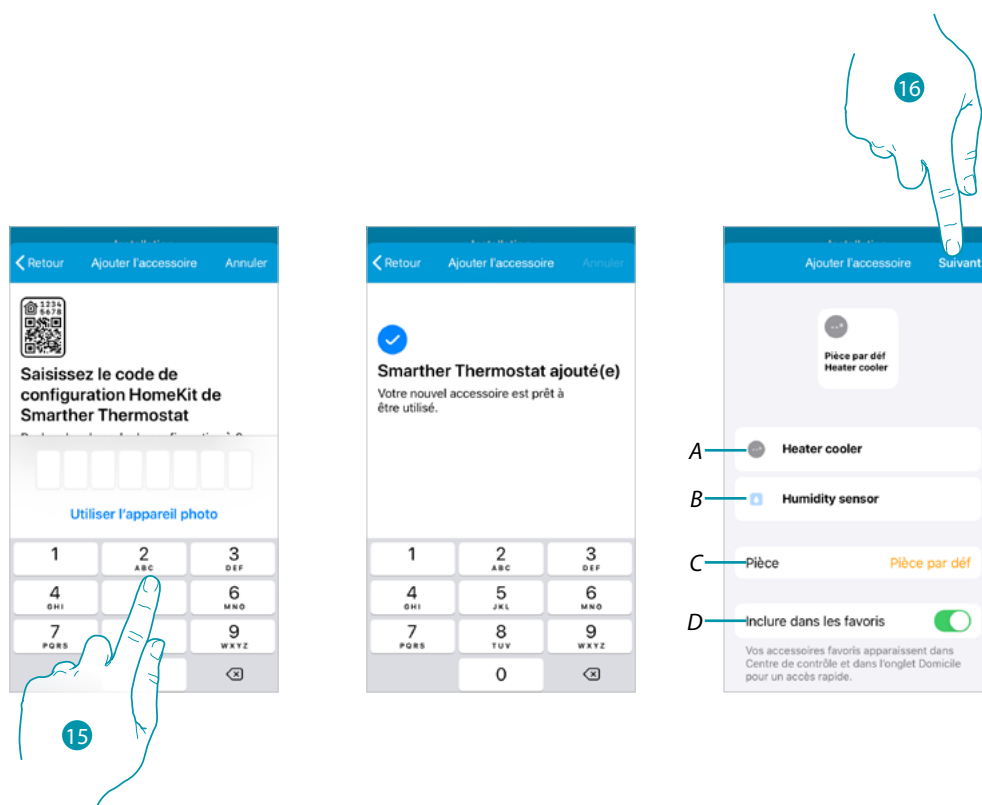 16
Retour Ajouter l'accessoire Annuler
1234
5678
Saisissez le code de
configuration HomeKit de
Smarther Thermostat
Utiliser l'appareil photo
1 2 3
ABC DEF
4 6
GHI MNO
7 9
PQRS WXYZ
15
Retour Ajouter l'accessoire Annuler
Smarther Thermostat ajouté(e)
Votre nouvel accessoire est prêt à
être utilisé.
1 2 3
ABC DEF
4 5 6
GHI JKL MNO
7 8 9
PQRS TUV WXYZ
0
Ajouter l'accessoire Suivant
Pièce par déf
Heater cooler
A Heater cooler
B Humidity sensor
C Pièce Pièce par déf
D Inclure dans les favoris
Vos accessoires favoris apparaissent dans
Centre de contrôle et dans l'onglet Domicile
pour un accès rapide.